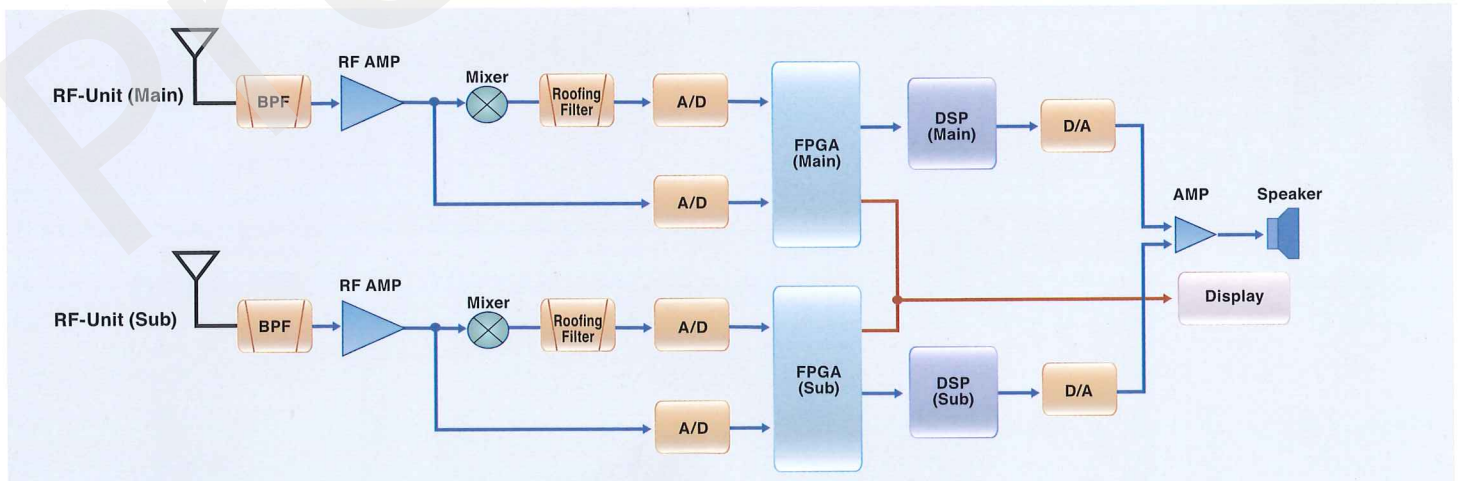 RF-Unit (Main)
BPF
RF AMP
Mixer
Roofing
Filter
A/D
A/D
FPGA
(Main)
DSP
(Main)
D/A
AMP
Speaker
Display
RF-Unit (Sub)
BPF
RF AMP
Mixer
Roofing
Filter
A/D
A/D
FPGA
(Sub)
DSP
(Sub)
D/A